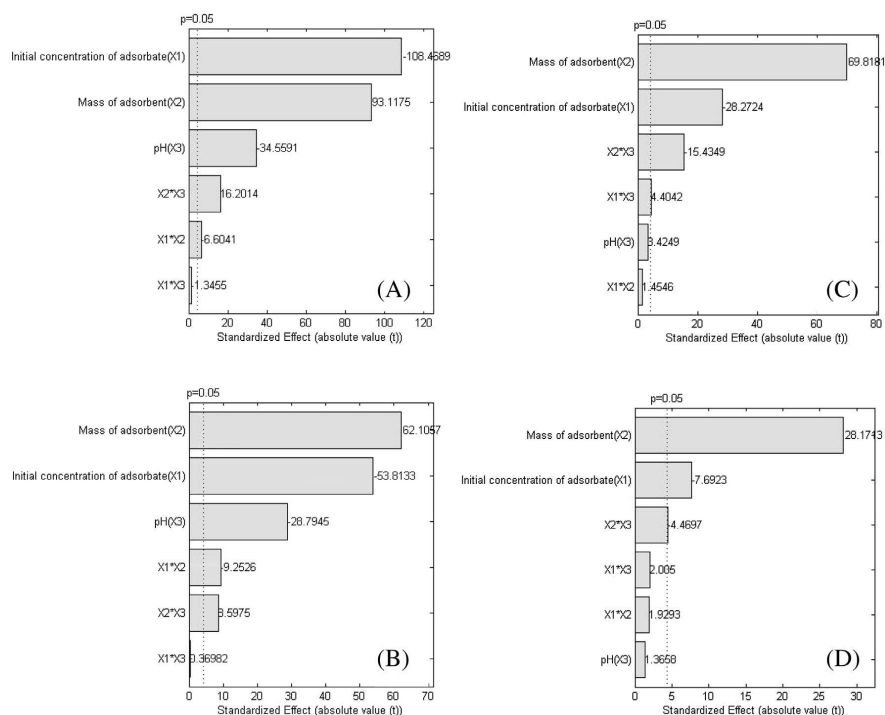 p=0.05
Initial concentration of adsorbate(X1)
-108.4689
Mass of adsorbent(X2)
93.1175
pH(X3)
-34.5591
X2*X3
16.2014
X1*X2
-6.6041
X1*X3
-1.3455
(A)
0 20 40 60 80 100 120
Standardized Effect (absolute value (t))
p=0.05
Mass of adsorbent(X2)
69.8181
Initial concentration of adsorbate(X1)
-28.2724
X2*X3
-15.4349
X1*X3
4.4042
pH(X3)
3.4249
X1*X2
1.4546
(C)
0 20 40 60 80
Standardized Effect (absolute value (t))
p=0.05
Mass of adsorbent(X2)
62.1057
Initial concentration of adsorbate(X1)
-53.8133
pH(X3)
-28.7945
X1*X2
-9.2526
X2*X3
8.5975
X1*X3
0.36982
(B)
0 10 20 30 40 50 60 70
Standardized Effect (absolute value (t))
p=0.05
Mass of adsorbent(X2)
28.1713
Initial concentration of adsorbate(X1)
-7.6923
X2*X3
-4.4697
X1*X3
2.005
X1*X2
1.9293
pH(X3)
1.3658
(D)
0 5 10 15 20 25 30
Standardized Effect (absolute value (t))